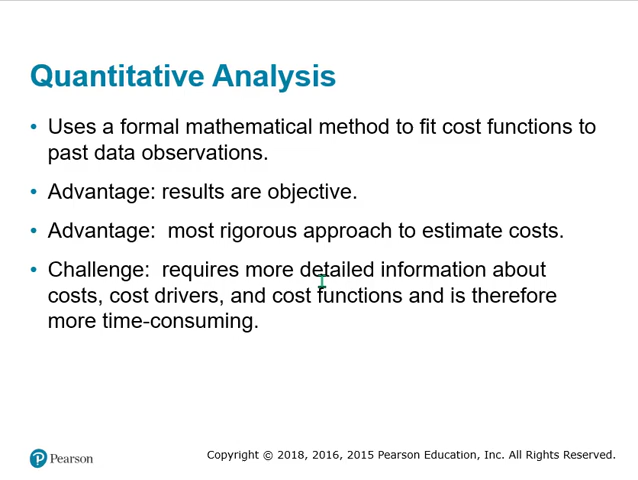 Quantitative Analysis
• Uses a formal mathematical method to fit cost functions to
past data observations.
• Advantage: results are objective.
• Advantage:  most rigorous approach to estimate costs.
• Challenge:  requires more detailed information about
costs, cost drivers, and cost functions and is therefore
more time-consuming.
P Pearson
Copyright © 2018, 2016, 2015 Pearson Education, Inc. All Rights Reserved.